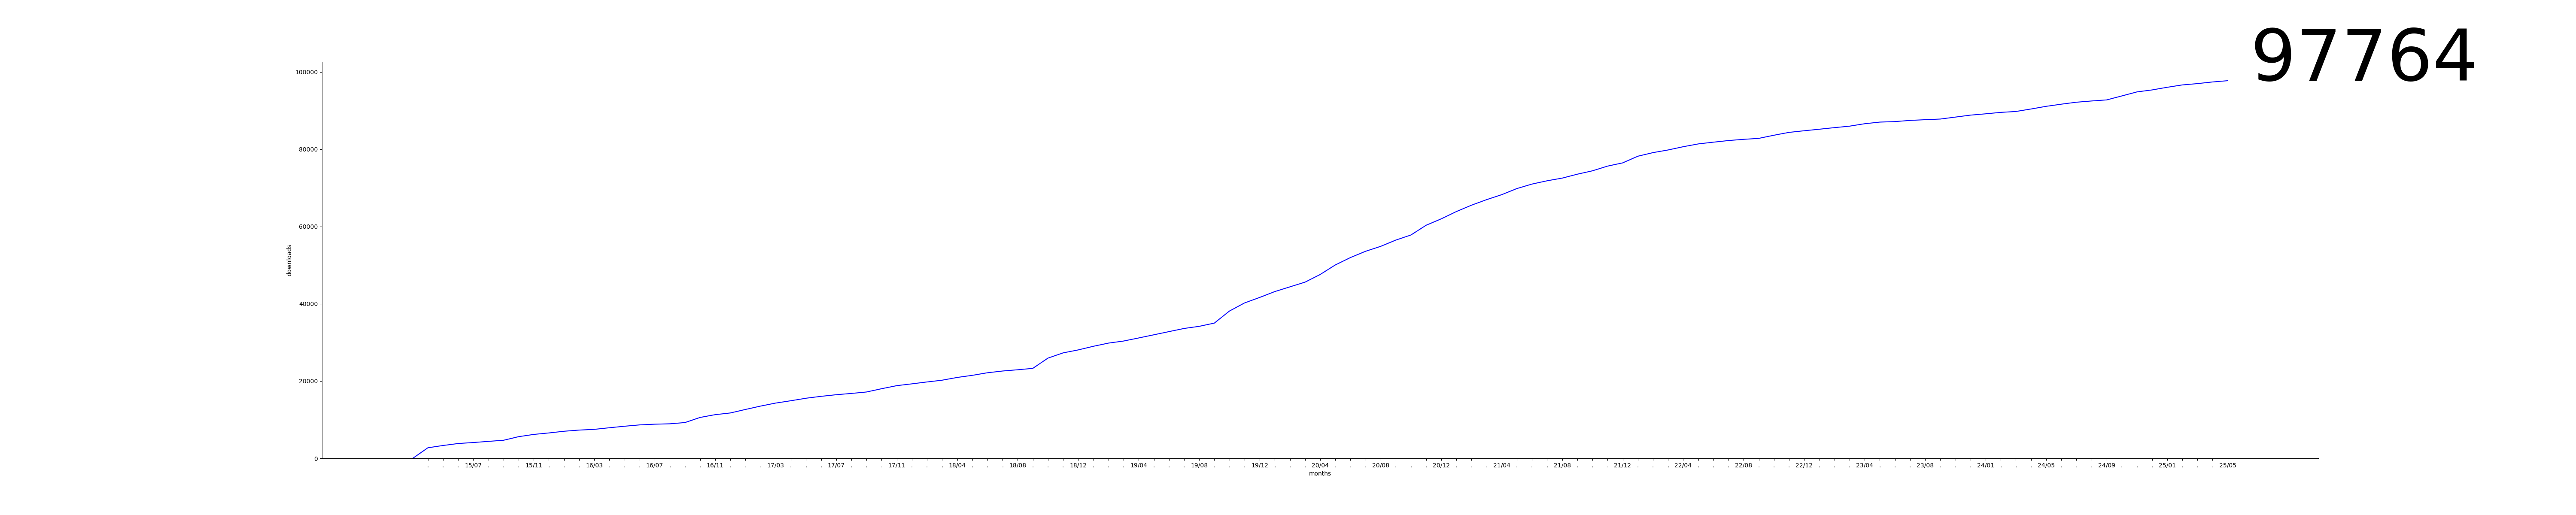 97764
100000
80000
60000
40000
20000
0
downloads
. . . 15/07 . . . 15/11 . . . 16/03 . . . 16/07 . . . 16/11 . . . 17/03 . . . 17/07 . . . 17/11 . . . 18/04 . . . 18/08 . . . 18/12 . . . 19/04 . . . 19/08 . . . 19/12 . . . 20/04 . . . 20/08 . . . 20/12 . . . 21/04 . . . 21/08 . . . 21/12 . . . 22/04 . . . 22/08 . . . 22/12 . . . 23/04 . . . 23/08 . . . 24/01 . . . 24/05 . . . 24/09 . . . 25/01 . . . 25/05
months